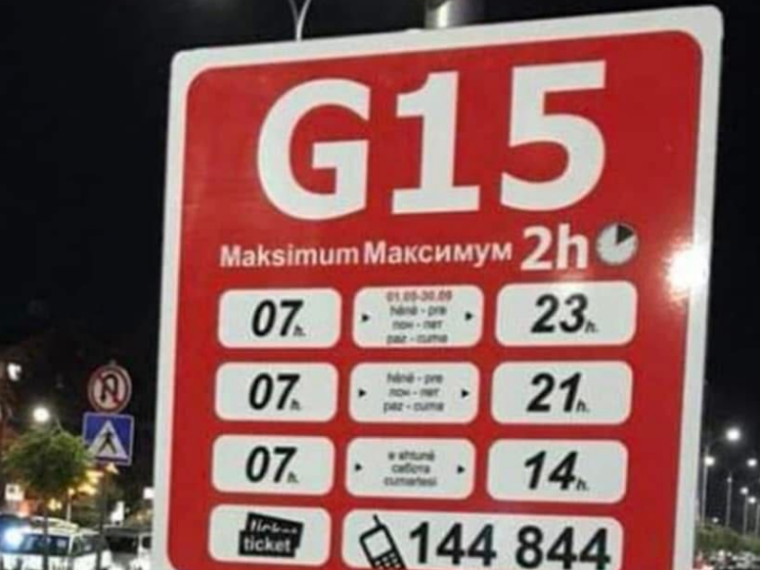 G15
Maksimum Максимум 2h
07h. 01.05-30.09 23h.
hënë - pre
пон - пет
paz - cuma
07h. hënë - pre 21h.
пон - пет
paz - cuma
07h. e shtunë 14h.
сабота
cumartesi
ticket
ticket 144 844